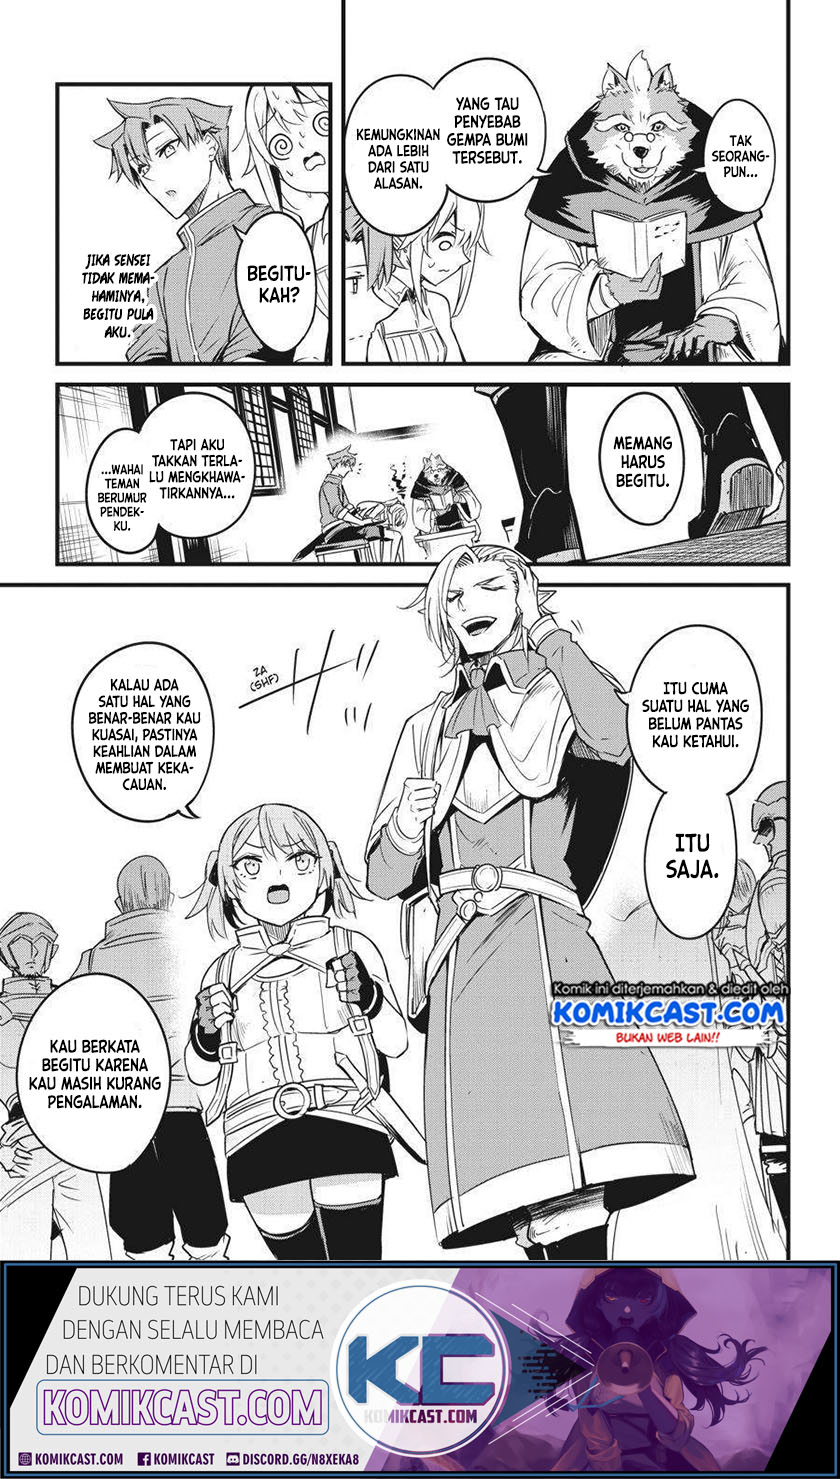 TAK
SEORANG-
PUN...
YANG TAU
PENYEBAB
GEMPA BUMI
TERSEBUT.
KEMUNGKINAN
ADA LEBIH
DARI SATU
ALASAN.
BEGITU-
KAH?
JIKA SENSEI
TIDAK MEMA-
HAMINYA,
BEGITU PULA
AKU.
MEMANG
HARUS
BEGITU.
TAPI AKU
TAKKAN TERLA-
LU MENGKHAWA-
TIRKANNYA...
...WAHAI
TEMAN
BERUMUR
PENDEK-
KU.
ITU CUMA
SUATU HAL YANG
BELUM PANTAS
KAU KETAHUI.
ITU
SAJA.
ZA
(SHF)
KALAU ADA
SATU HAL YANG
BENAR-BENAR KAU
KUASAI, PASTINYA
KEAHLIAN DALAM
MEMBUAT KEKA-
CAUAN.
KAU BERKATA
BEGITU KARENA
KAU MASIH KURANG
PENGALAMAN.
Komik ini diterjemahkan & diedit oleh
KOMIKCAST.COM
BUKAN WEB LAIN!!
DUKUNG TERUS KAMI
DENGAN SELALU MEMBACA
DAN BERKOMENTAR DI
KOMIKCAST.COM
KC
KOMIKCAST.COM
KOMIKCAST.COM KOMIKCAST DISCORD.GG/N8XEKA8